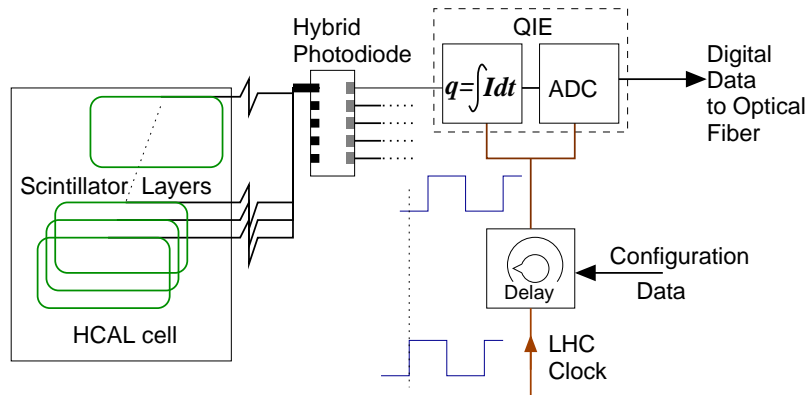 Hybrid
Photodiode
QIE
q=∫Idt
ADC
Digital
Data
to Optical
Fiber
Scintillator Layers
HCAL cell
Delay
Configuration
Data
LHC
Clock